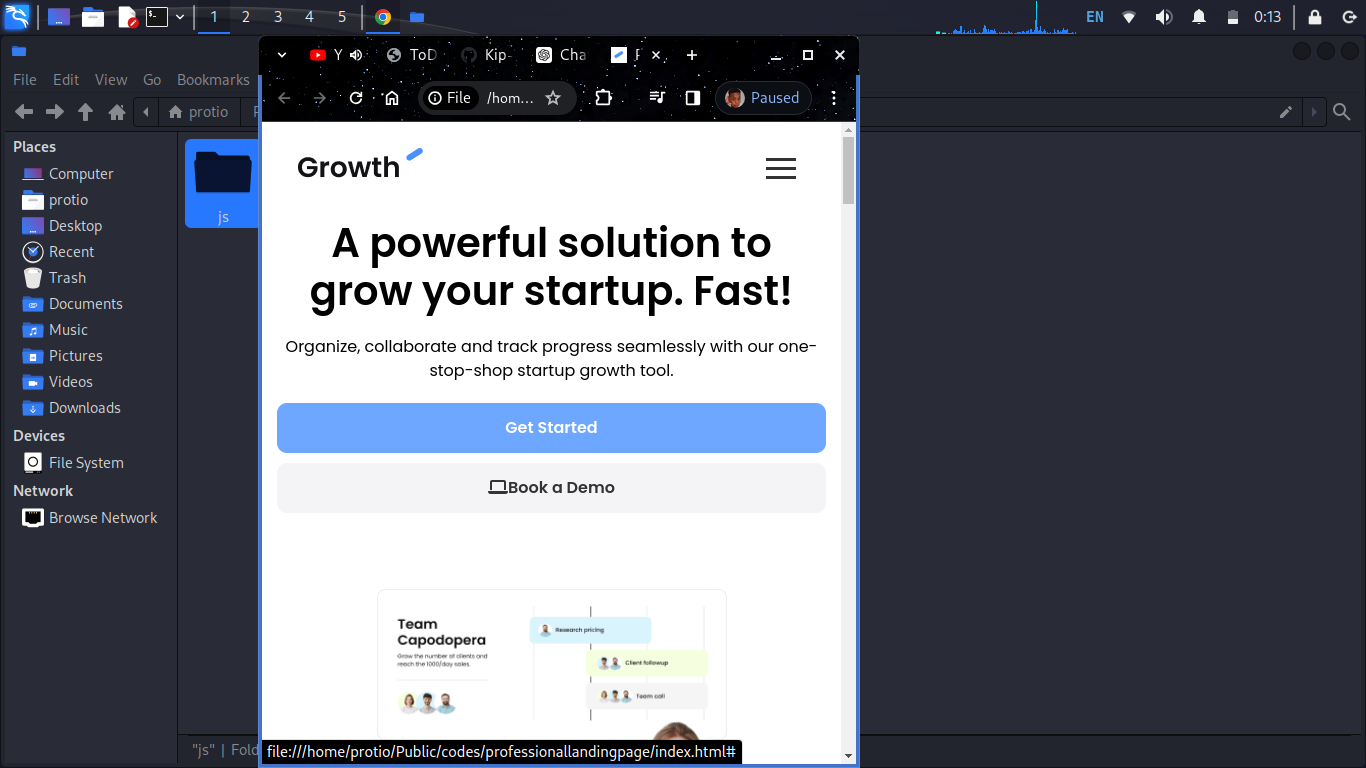 1 2 3 4 5
EN 0:13
File Edit View Go Bookmarks
protio
Places
Computer
protio
Desktop
Recent
Trash
Documents
Music
Pictures
Videos
Downloads
Devices
File System
Network
Browse Network
js
"js" | Fold
Y ToD Kip- Cha
File /hom... Paused
Growth
A powerful solution to
grow your startup. Fast!
Organize, collaborate and track progress seamlessly with our one-
stop-shop startup growth tool.
Get Started
Book a Demo
Team
Capodopera
Grow the number of clients and
reach the 1000/day sales.
Research pricing
Client followup
Team call
file:///home/protio/Public/codes/professionallandingpage/index.html#